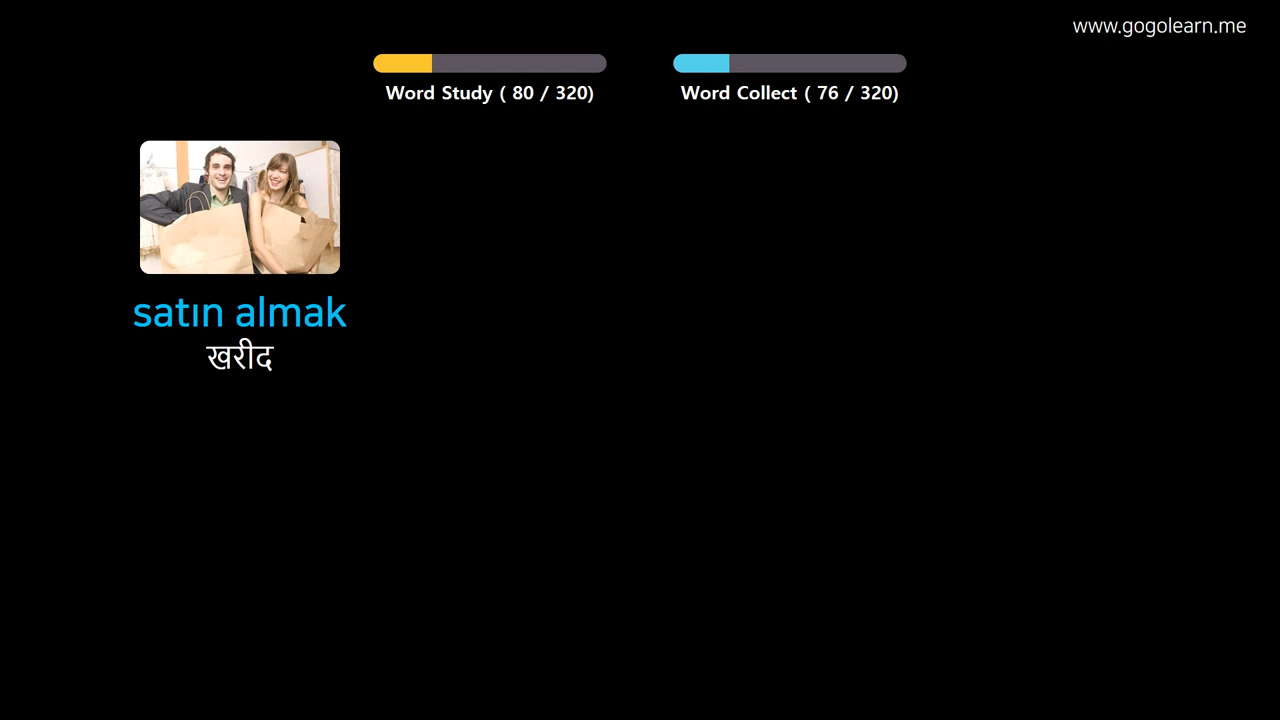 www.gogolearn.me
Word Study ( 80 / 320)
Word Collect ( 76 / 320)
satın almak
खरीद